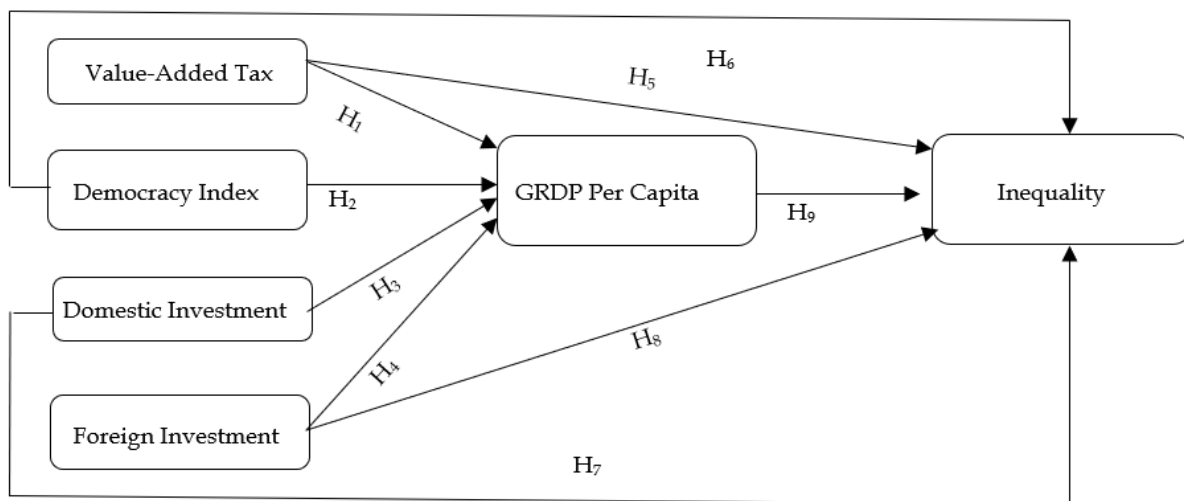 H₆
Value-Added Tax
H₅
H₁
Democracy Index
H₂
GRDP Per Capita
H₉
Inequality
Domestic Investment
H₃
H₈
H₄
Foreign Investment
H₇